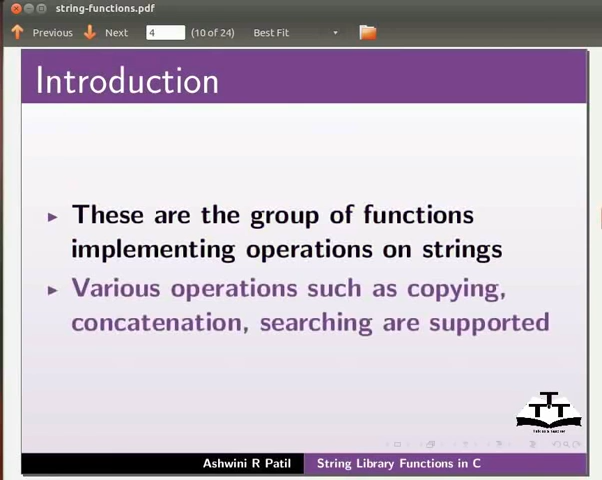 string-functions.pdf
Previous Next 4 (10 of 24) Best Fit
Introduction
These are the group of functions
implementing operations on strings
Various operations such as copying,
concatenation, searching are supported
Ashwini R Patil String Library Functions in C